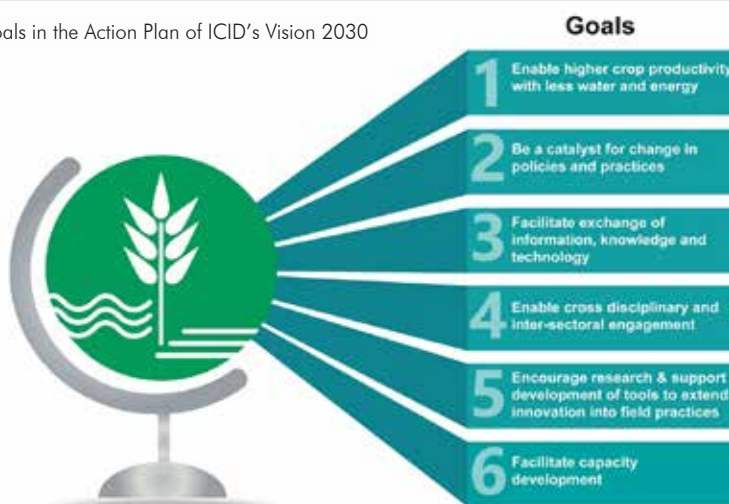 oals in the Action Plan of ICID's Vision 2030
Goals
1
Enable higher crop productivity
with less water and energy
2
Be a catalyst for change in
policies and practices
3
Facilitate exchange of
information, knowledge and
technology
4
Enable cross disciplinary and
inter-sectoral engagement
5
Encourage research & support
development of tools to extend
innovation into field practices
6
Facilitate capacity
development